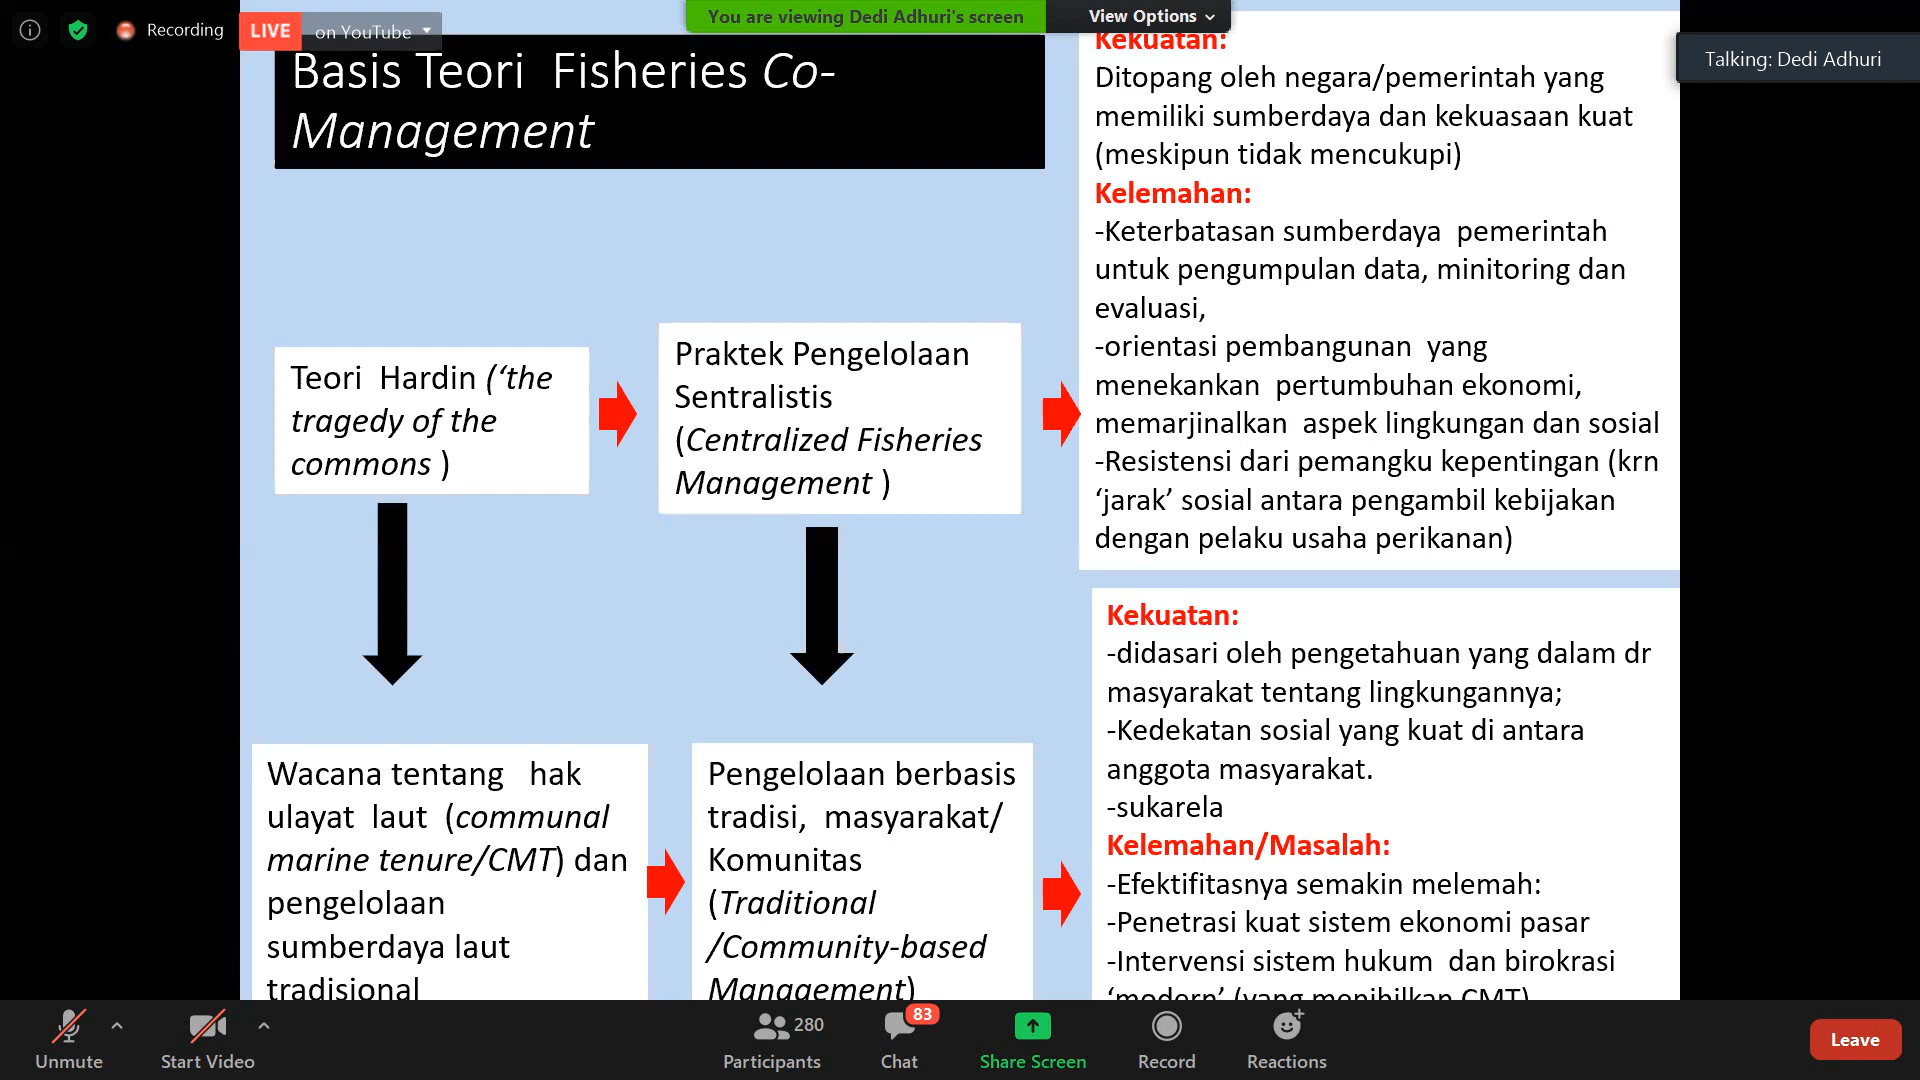 Recording
LIVE on YouTube
You are viewing Dedi Adhuri's screen
View Options
Talking: Dedi Adhuri
Basis Teori Fisheries Co-
Management
Teori Hardin (‘the
tragedy of the
commons )
Praktek Pengelolaan
Sentralistis
(Centralized Fisheries
Management )
Kekuatan:
Ditopang oleh negara/pemerintah yang
memiliki sumberdaya dan kekuasaan kuat
(meskipun tidak mencukupi)
Kelemahan:
-Keterbatasan sumberdaya pemerintah
untuk pengumpulan data, minitoring dan
evaluasi,
-orientasi pembangunan yang
menekankan pertumbuhan ekonomi,
memarjinalkan aspek lingkungan dan sosial
-Resistensi dari pemangku kepentingan (krn
‘jarak’ sosial antara pengambil kebijakan
dengan pelaku usaha perikanan)
Wacana tentang hak
ulayat laut (communal
marine tenure/CMT) dan
pengelolaan
sumberdaya laut
tradisional
Pengelolaan berbasis
tradisi, masyarakat/
Komunitas
(Traditional
/Community-based
Management)
Kekuatan:
-didasari oleh pengetahuan yang dalam dr
masyarakat tentang lingkungannya;
-Kedekatan sosial yang kuat di antara
anggota masyarakat.
-sukarela
Kelemahan/Masalah:
-Efektifitasnya semakin melemah:
-Penetrasi kuat sistem ekonomi pasar
-Intervensi sistem hukum dan birokrasi
‘modern’ (yang menihilkan CMT)
Unmute
Start Video
280
Participants
83
Chat
Share Screen
Record
Reactions
Leave